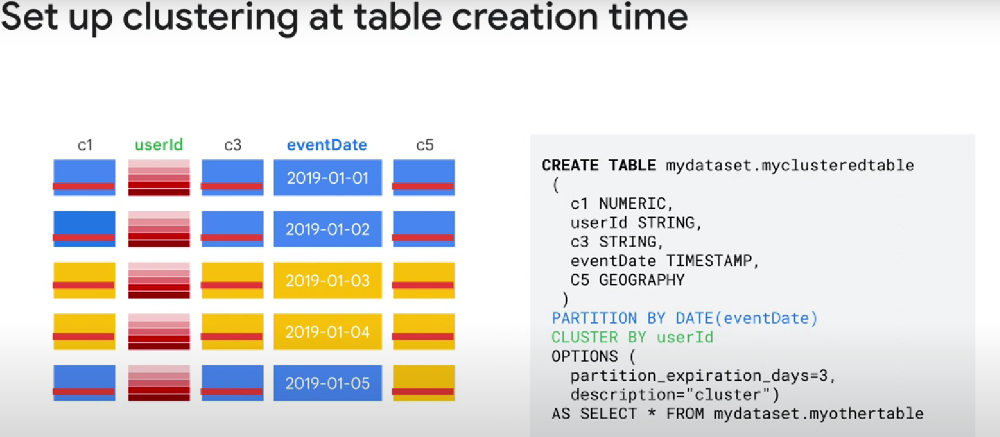 Set up clustering at table creation time
c1 userId c3 eventDate c5
2019-01-01
2019-01-02
2019-01-03
2019-01-04
2019-01-05
CREATE TABLE mydataset.myclusteredtable
(
c1 NUMERIC,
userId STRING,
c3 STRING,
eventDate TIMESTAMP,
C5 GEOGRAPHY
)
PARTITION BY DATE(eventDate)
CLUSTER BY userId
OPTIONS (
partition_expiration_days=3,
description="cluster")
AS SELECT * FROM mydataset.myothertable